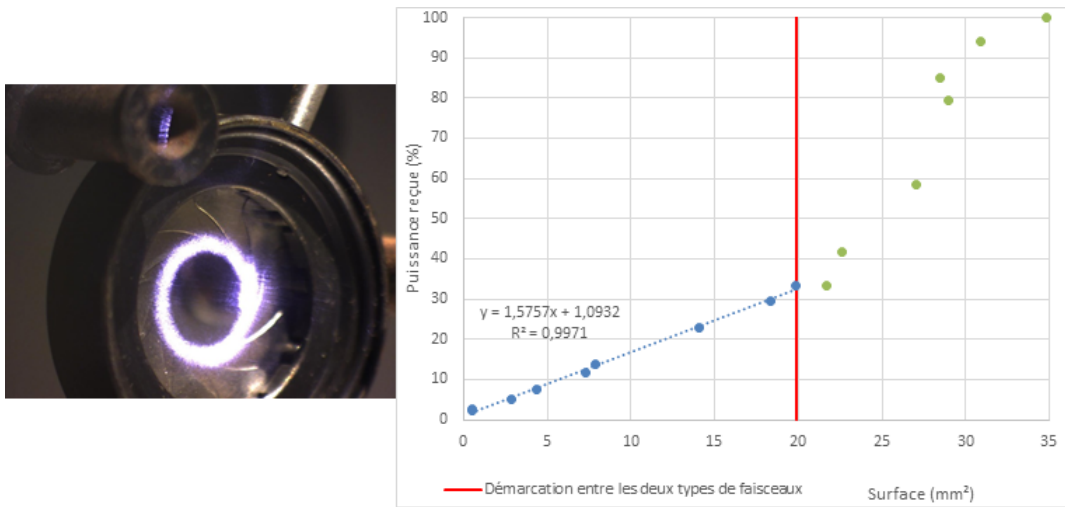 100
90
80
70
60
50
40
30
20
10
0
Puissance reçue (%)
y = 1,5757x + 1,0932
R² = 0,9971
0 5 10 15 20 25 30 35
Démarcation entre les deux types de faisceaux
Surface (mm²)